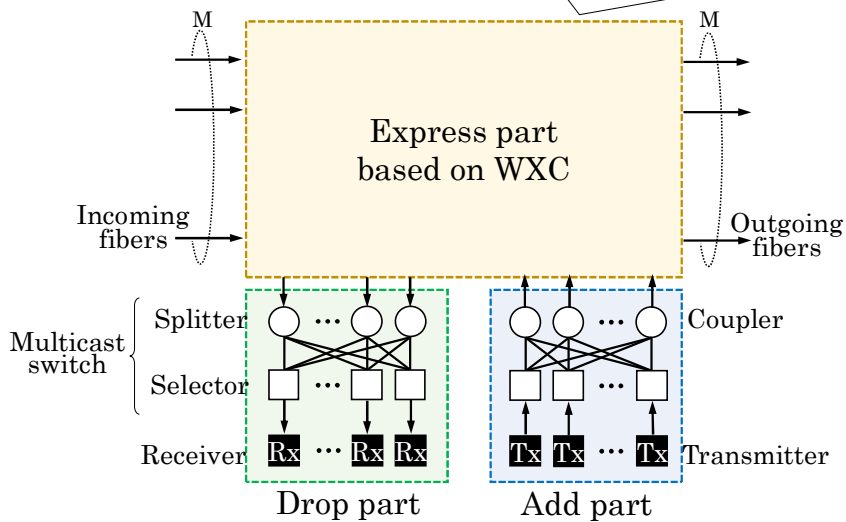 M
M
Express part
based on WXC
Incoming
fibers
Outgoing
fibers
Multicast
switch
Splitter
...
...
Coupler
Selector
...
...
Receiver
Rx ... Rx Rx
Tx Tx ... Tx
Transmitter
Drop part
Add part